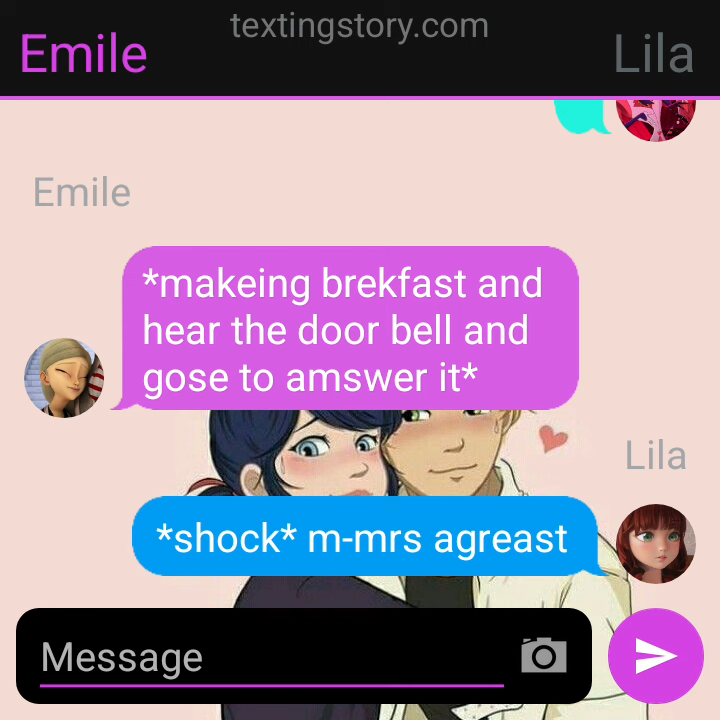 textingstory.com
Emile
Lila
Emile
*makeing brekfast and
hear the door bell and
gose to amswer it*
Lila
*shock* m-mrs agreast
Message